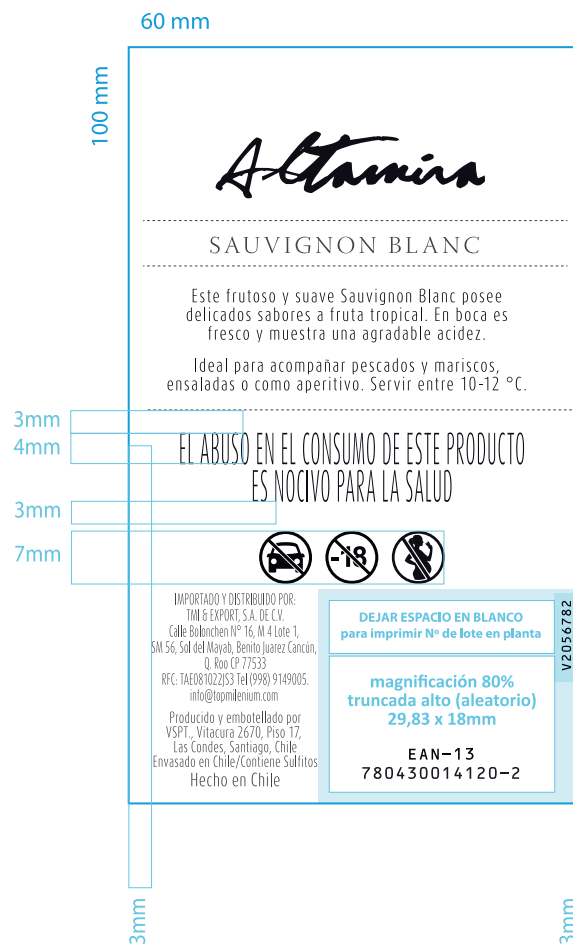 60 mm
100 mm
Altamira
SAUVIGNON BLANC
Este frutoso y suave Sauvignon Blanc posee
delicados sabores a fruta tropical. En boca es
fresco y muestra una agradable acidez.
Ideal para acompañar pescados y mariscos,
ensaladas o como aperitivo. Servir entre 10-12 °C.
3mm
4mm
EL ABUSO EN EL CONSUMO DE ESTE PRODUCTO
ES NOCIVO PARA LA SALUD
3mm
7mm
-18
IMPORTADO Y DISTRIBUIDO POR:
TMI & EXPORT, S.A. DE C.V.
Calle Bolonchen N° 16, M 4 Lote 1,
SM 56, Sol del Mayab, Benito Juarez Cancún,
Q. Roo CP 77533
RFC: TAE081022JS3 Tel (998) 9149005.
info@topmilenium.com
Producido y embotellado por
VSPT., Vitacura 2670, Piso 17,
Las Condes, Santiago, Chile
Envasado en Chile/Contiene Sulfitos
Hecho en Chile
DEJAR ESPACIO EN BLANCO
para imprimir Nº de lote en planta
V2056782
magnificación 80%
truncada alto (aleatorio)
29,83 x 18mm
EAN-13
780430014120-2
3mm
3mm